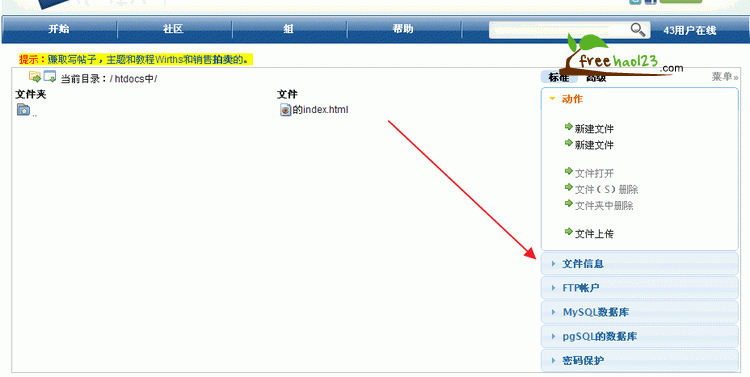 开始 社区 组 帮助 43用户在线
提示：赚取写帖子，主题和教程Wirths和销售拍卖的。
freehao123.com
当前目录：/ htdocs中/
标准 高级 菜单»
文件夹 文件
.. 的index.html
动作
新建文件
新建文件
文件打开
文件（S）删除
文件夹中删除
文件上传
文件信息
FTP帐户
MySQL数据库
pgSQL的数据库
密码保护